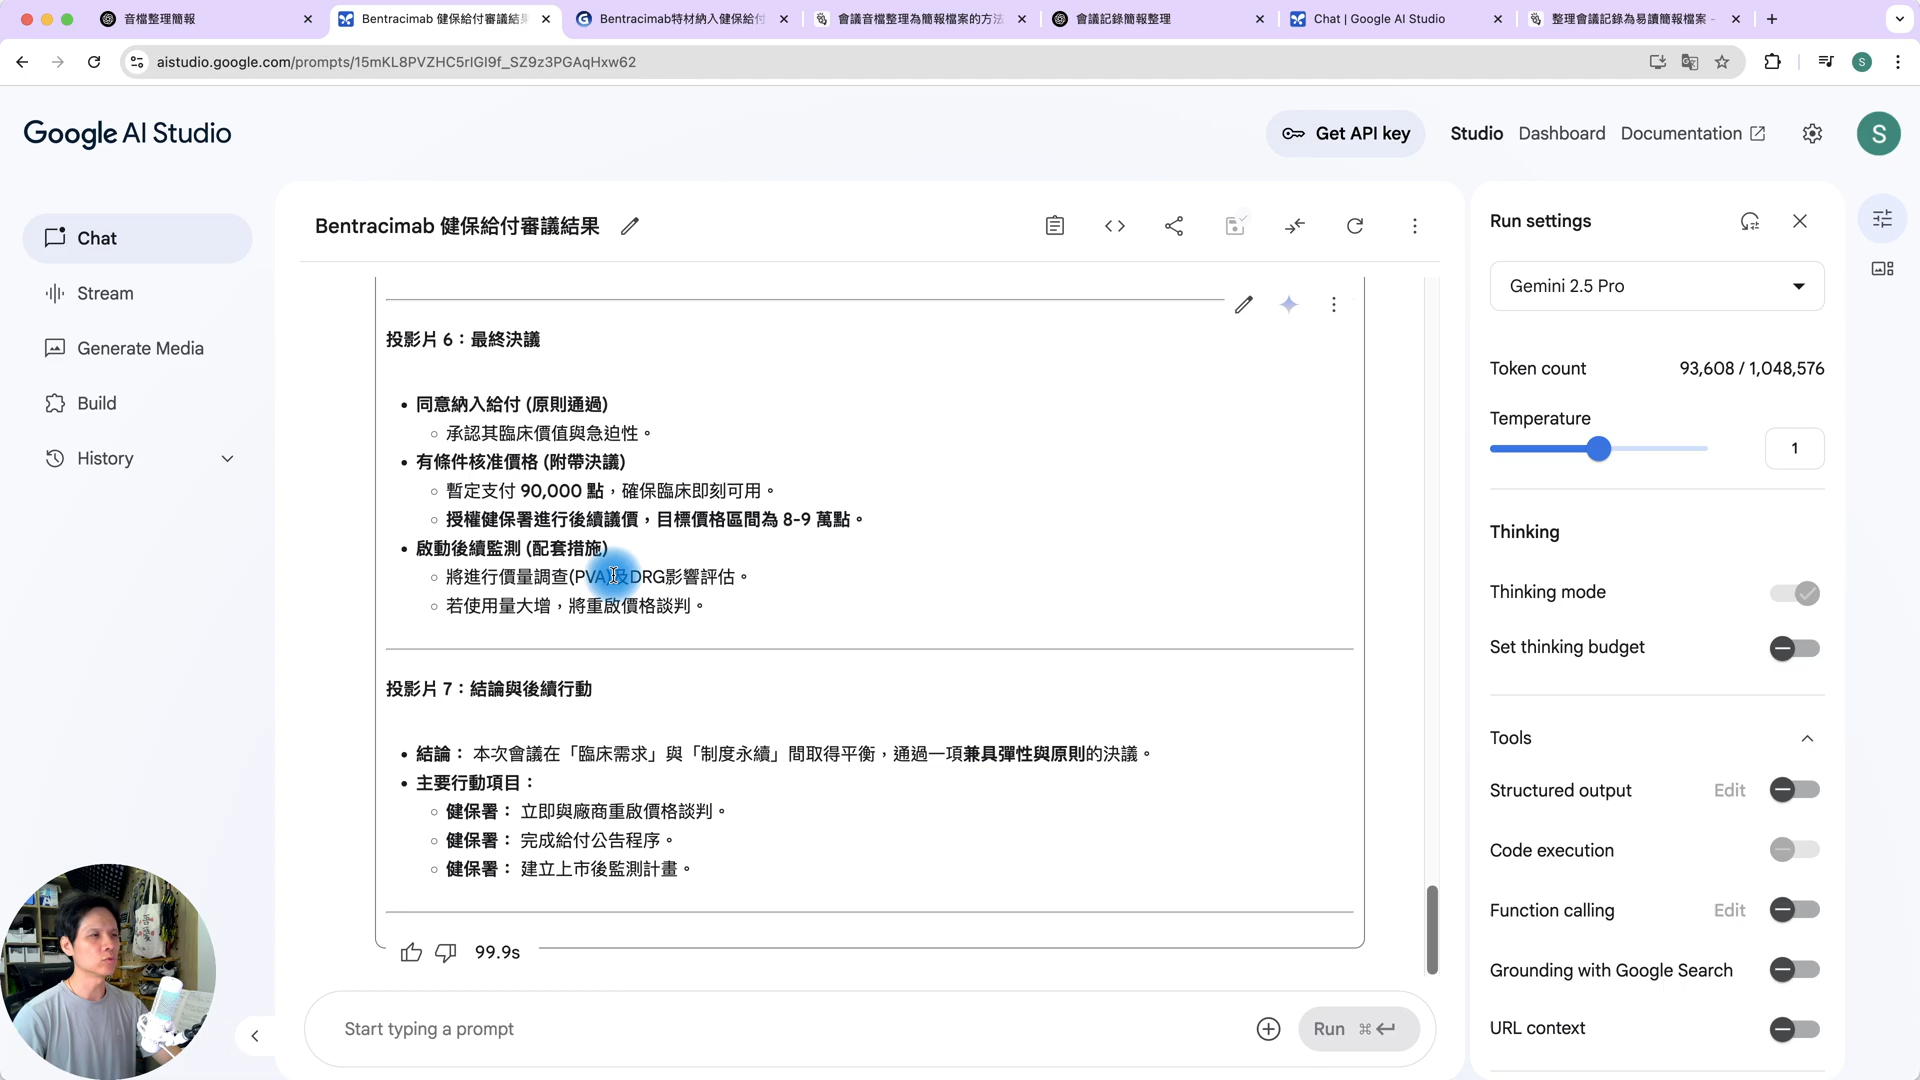 音檔整理簡報
Bentracimab 健保給付審議結果
Bentracimab特材納入健保給付
會議音檔整理為簡報檔案的方法
會議記錄簡報整理
Chat | Google AI Studio
整理會議記錄為易讀簡報檔案 -
aistudio.google.com/prompts/15mKL8PVZHC5rIGI9f_SZ9z3PGAqHxw62
S
Google AI Studio
Get API key
Studio
Dashboard
Documentation
S
Chat
Stream
Generate Media
Build
History
Bentracimab 健保給付審議結果
投影片 6：最終決議
• 同意納入給付 (原則通過)
○ 承認其臨床價值與急迫性。
• 有條件核准價格 (附帶決議)
○ 暫定支付 90,000 點，確保臨床即刻可用。
○ 授權健保署進行後續議價，目標價格區間為 8-9 萬點。
• 啟動後續監測 (配套措施)
○ 將進行價量調查(PVA)及DRG影響評估。
○ 若使用量大增，將重啟價格談判。
投影片 7：結論與後續行動
• 結論： 本次會議在「臨床需求」與「制度永續」間取得平衡，通過一項兼具彈性與原則的決議。
• 主要行動項目：
○ 健保署： 立即與廠商重啟價格談判。
○ 健保署： 完成給付公告程序。
○ 健保署： 建立上市後監測計畫。
99.9s
Start typing a prompt
Run ⌘
Run settings
Gemini 2.5 Pro
Token count 93,608 / 1,048,576
Temperature
1
Thinking
Thinking mode
Set thinking budget
Tools
Structured output Edit
Code execution
Function calling Edit
Grounding with Google Search
URL context